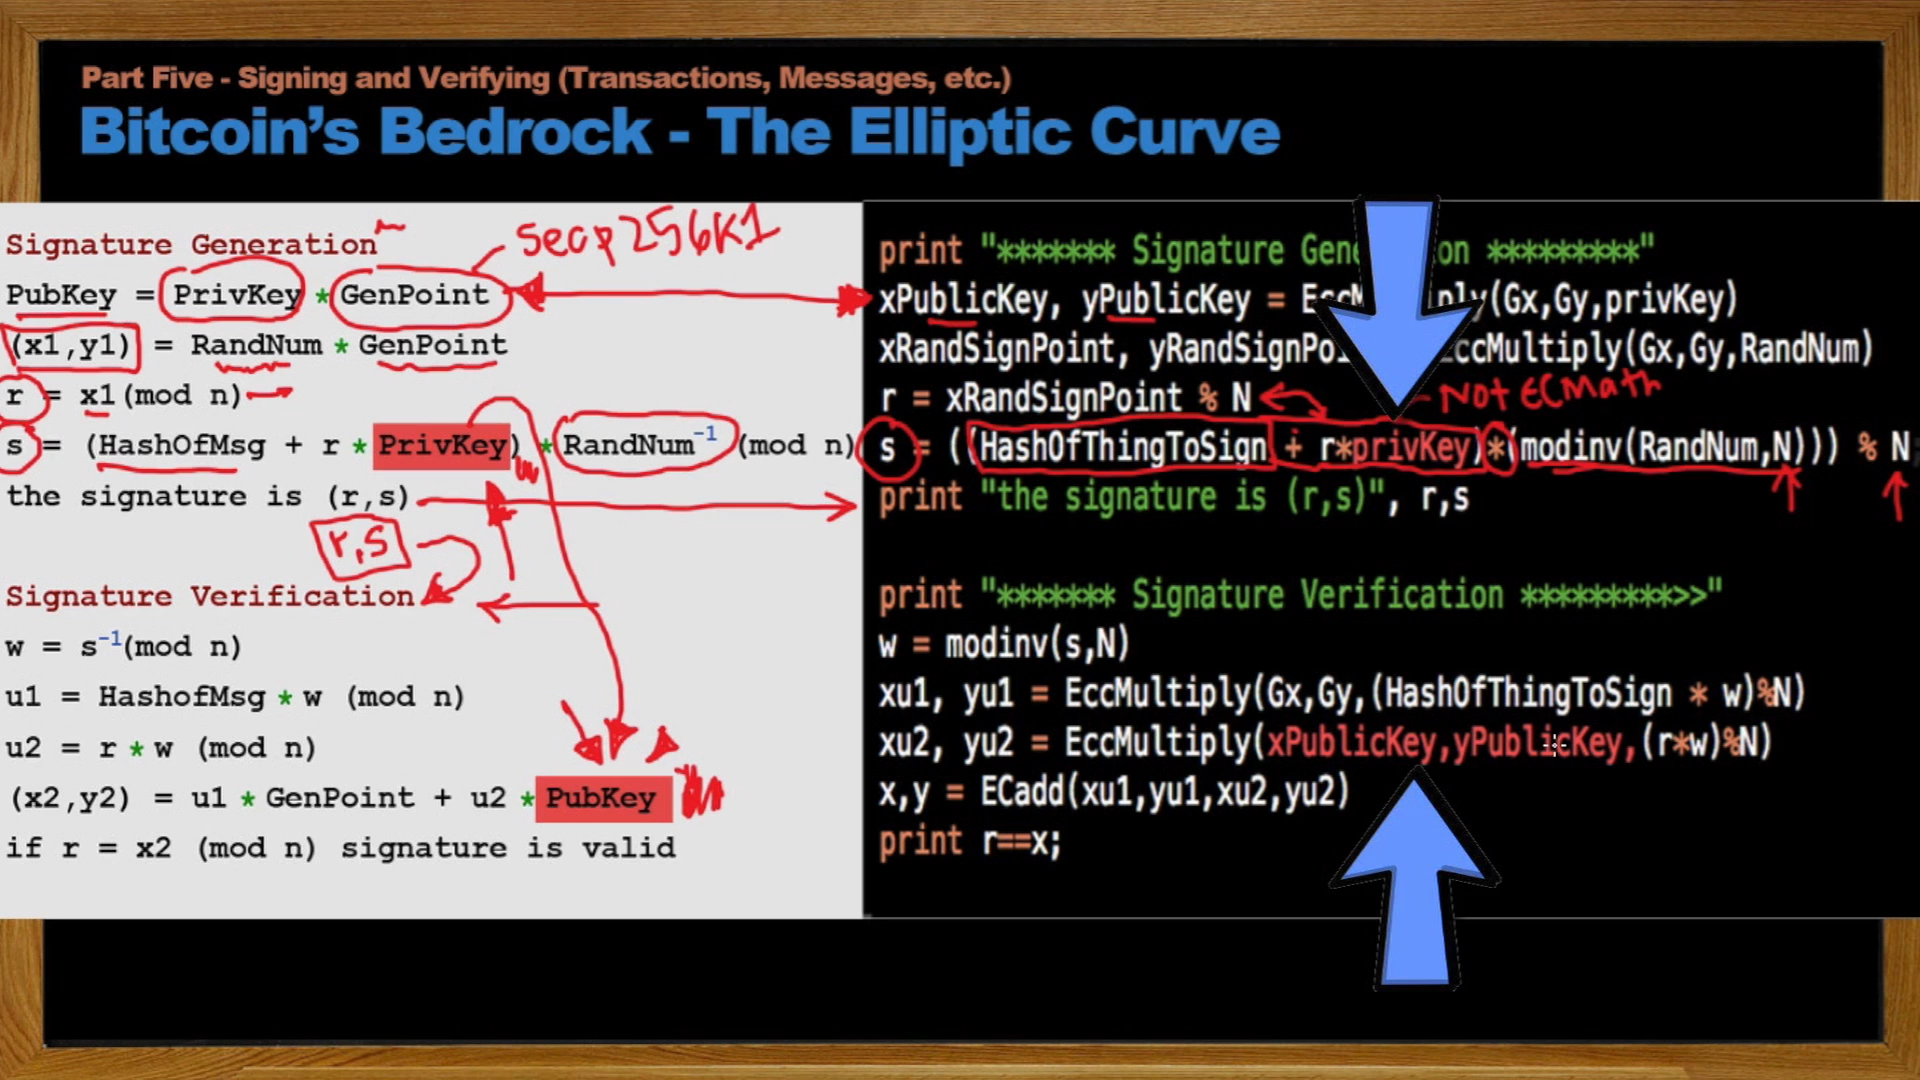 Part Five - Signing and Verifying (Transactions, Messages, etc.)
Bitcoin's Bedrock - The Elliptic Curve
Signature Generation
secp256K1
PubKey = PrivKey * GenPoint
(x1,y1) = RandNum * GenPoint
r = x1(mod n)
s = (HashOfMsg + r * PrivKey) * RandNum-1 (mod n)
the signature is (r,s)
r,s
Signature Verification
w = s-1(mod n)
u1 = HashofMsg * w (mod n)
u2 = r * w (mod n)
(x2,y2) = u1 * GenPoint + u2 * PubKey
if r = x2 (mod n) signature is valid
print "******* Signature Gene on *********"
xPublicKey, yPublicKey = EccM ply(Gx,Gy,privKey)
xRandSignPoint, yRandSignPoi ccMultiply(Gx,Gy,RandNum)
r = xRandSignPoint % N
NOT ECMath
s = ((HashOfThingToSign + r*privKey)*(modinv(RandNum,N))) % N
print "the signature is (r,s)", r,s
print "******* Signature Verification *********>>"
w = modinv(s,N)
xu1, yu1 = EccMultiply(Gx,Gy,(HashOfThingToSign * w)%N)
xu2, yu2 = EccMultiply(xPublicKey,yPublicKey,(r*w)%N)
x,y = ECadd(xu1,yu1,xu2,yu2)
print r==x;